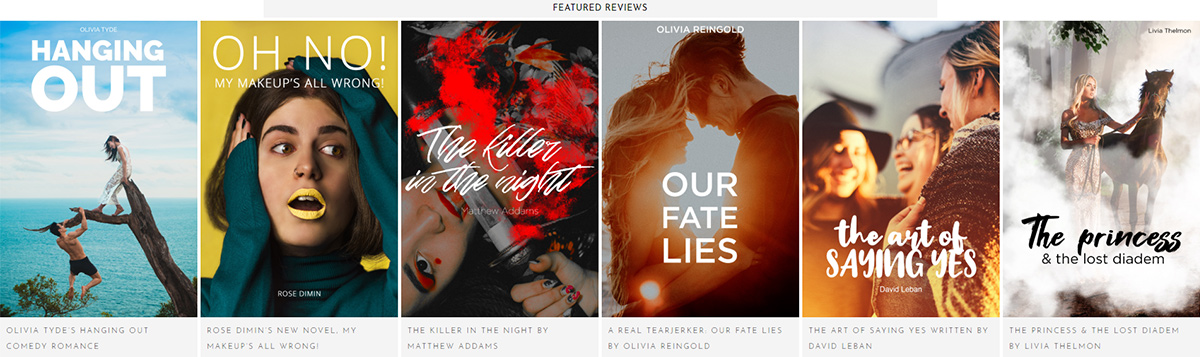 FEATURED REVIEWS
OLIVIA TYDE
HANGING
OUT
OLIVIA TYDE'S HANGING OUT
COMEDY ROMANCE
OH NO!
MY MAKEUP'S ALL WRONG!
ROSE DIMIN
ROSE DIMIN'S NEW NOVEL, MY
MAKEUP'S ALL WRONG!
The killer
in the night
Matthew Addams
THE KILLER IN THE NIGHT BY
MATTHEW ADDAMS
OLIVIA REINGOLD
OUR
FATE
LIES
A REAL TEARJERKER: OUR FATE LIES
BY OLIVIA REINGOLD
the art of
SAYING YES
David Leban
THE ART OF SAYING YES WRITTEN BY
DAVID LEBAN
Livia Thelmon
The princess
& the lost diadem
THE PRINCESS & THE LOST DIADEM
BY LIVIA THELMON